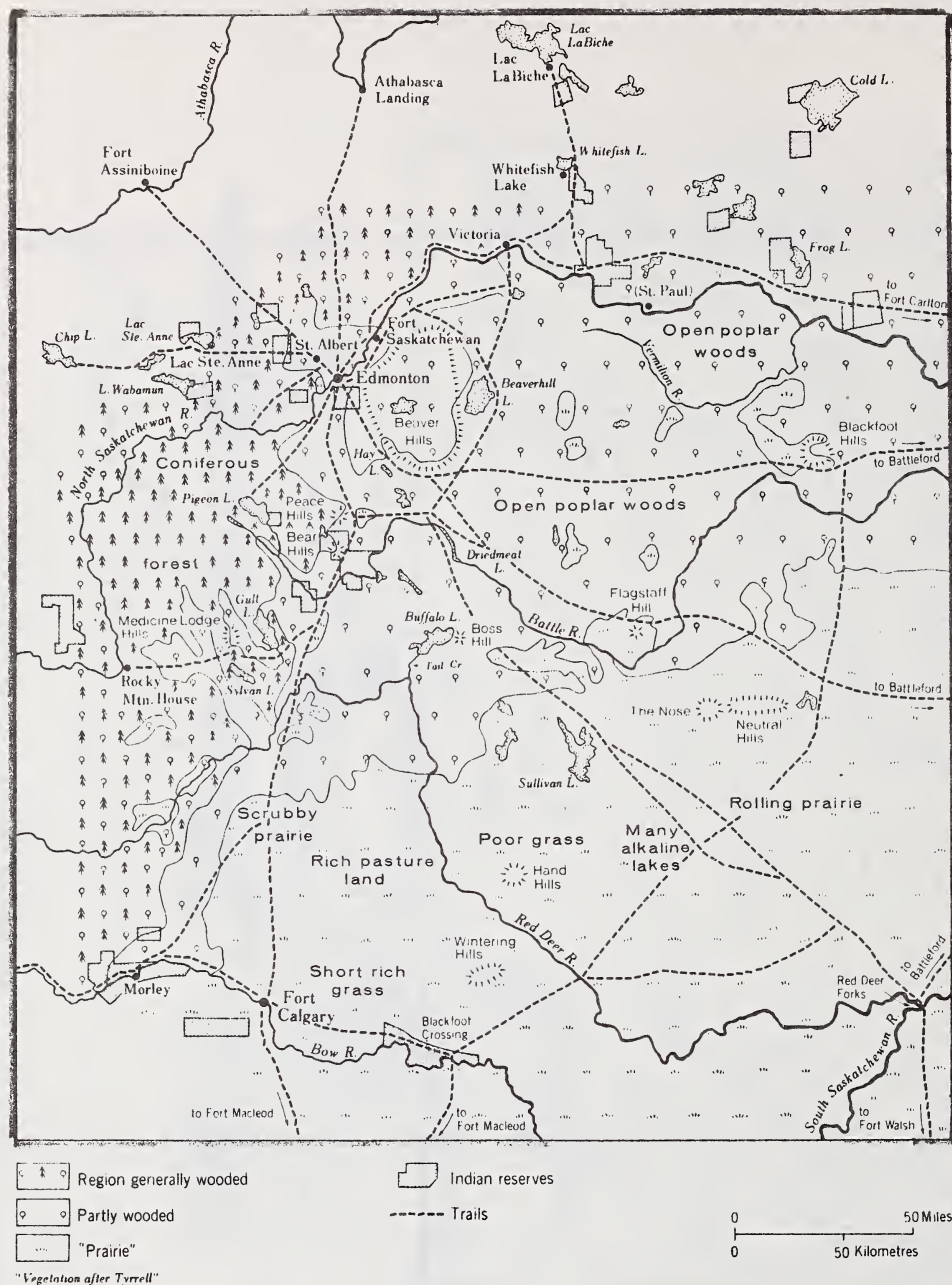 Lac
LaBiche
Lac
LaBiche
Athabasca R.
Athabasca
Landing
Cold L.
Fort
Assiniboine
Whitefish L.
Whitefish
Lake
Victoria
Frog L.
to
Fort Carlton
(St. Paul)
Open poplar
woods
Vermilion R.
Fort
Saskatchewan
Chip L.
Lac
Ste. Anne
St. Albert
Lac Ste. Anne
Edmonton
L. Wabamun
Beaverhill
L.
Beaver
Hills
Blackfoot
Hills
to Battleford
North Saskatchewan R.
Hay
L.
Coniferous
forest
Pigeon L.
Peace
Hills
Bear
Hills
Open poplar woods
Driedmeat
L.
Flagstaff
Hill
Gull
L.
Medicine Lodge
Hills
Buffalo L.
Boss
Hill
Battle R.
Tail Cr
Rocky
Mtn. House
Sylvan L.
to Battleford
The Nose
Neutral
Hills
Sullivan L.
Rolling prairie
Scrubby
prairie
Poor grass
Many
alkaline
lakes
Rich pasture
land
Hand
Hills
Red Deer R.
Wintering
Hills
Short rich
grass
Morley
Fort
Calgary
Blackfoot
Crossing
Bow R.
Red Deer
Forks
to
Battleford
South Saskatchewan R.
to Fort Macleod
to
Fort Macleod
to
Fort Walsh
Region generally wooded
Indian reserves
Partly wooded
Trails
"Prairie"
0 50 Miles
0 50 Kilometres
"Vegetation after Tyrrell"